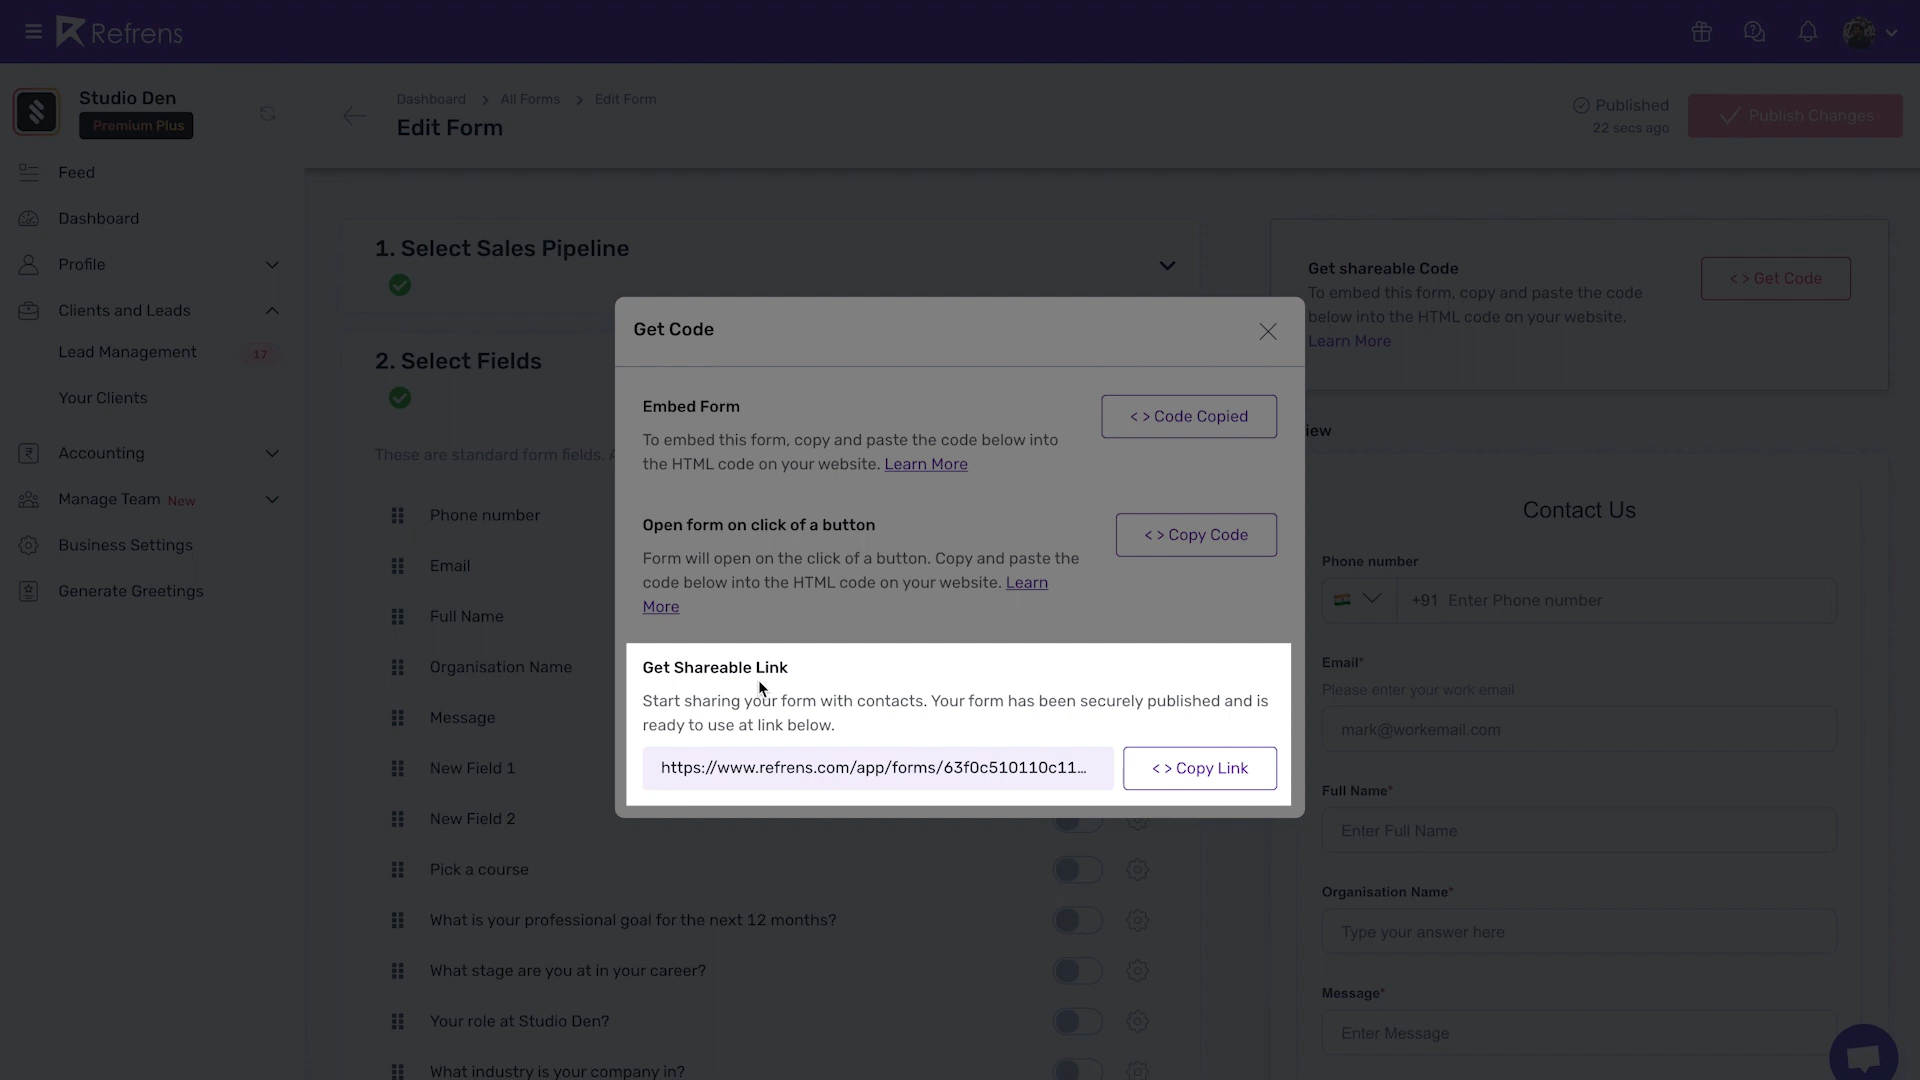 Refrens
Studio Den
Premium Plus
Feed
Dashboard
Profile
Clients and Leads
Lead Management 17
Your Clients
Accounting
Manage Team New
Business Settings
Generate Greetings
Dashboard > All Forms > Edit Form
Edit Form
Published
22 secs ago
Publish Changes
1. Select Sales Pipeline
2. Select Fields
These are standard form fields.
Phone number
Email
Full Name
Organisation Name
Message
New Field 1
New Field 2
Pick a course
What is your professional goal for the next 12 months?
What stage are you at in your career?
Your role at Studio Den?
What industry is your company in?
Get Code
Embed Form
To embed this form, copy and paste the code below into
the HTML code on your website. Learn More
< > Code Copied
Open form on click of a button
Form will open on the click of a button. Copy and paste the
code below into the HTML code on your website. Learn
More
< > Copy Code
Get Shareable Link
Start sharing your form with contacts. Your form has been securely published and is
ready to use at link below.
https://www.refrens.com/app/forms/63f0c510110c11...
< > Copy Link
Get shareable Code
To embed this form, copy and paste the code
below into the HTML code on your website.
Learn More
< > Get Code
iew
Contact Us
Phone number
+91 Enter Phone number
Email*
Please enter your work email
mark@workemail.com
Full Name*
Enter Full Name
Organisation Name*
Type your answer here
Message*
Enter Message